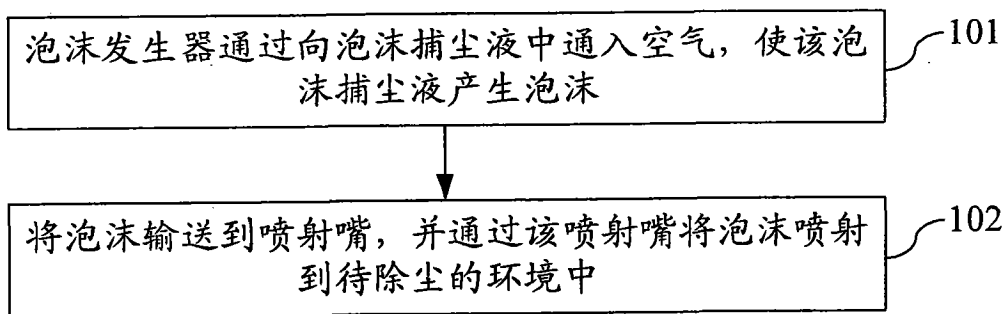 泡沫发生器通过向泡沫捕尘液中通入空气，使该泡
沫捕尘液产生泡沫
101
将泡沫输送到喷射嘴，并通过该喷射嘴将泡沫喷射
到待除尘的环境中
102